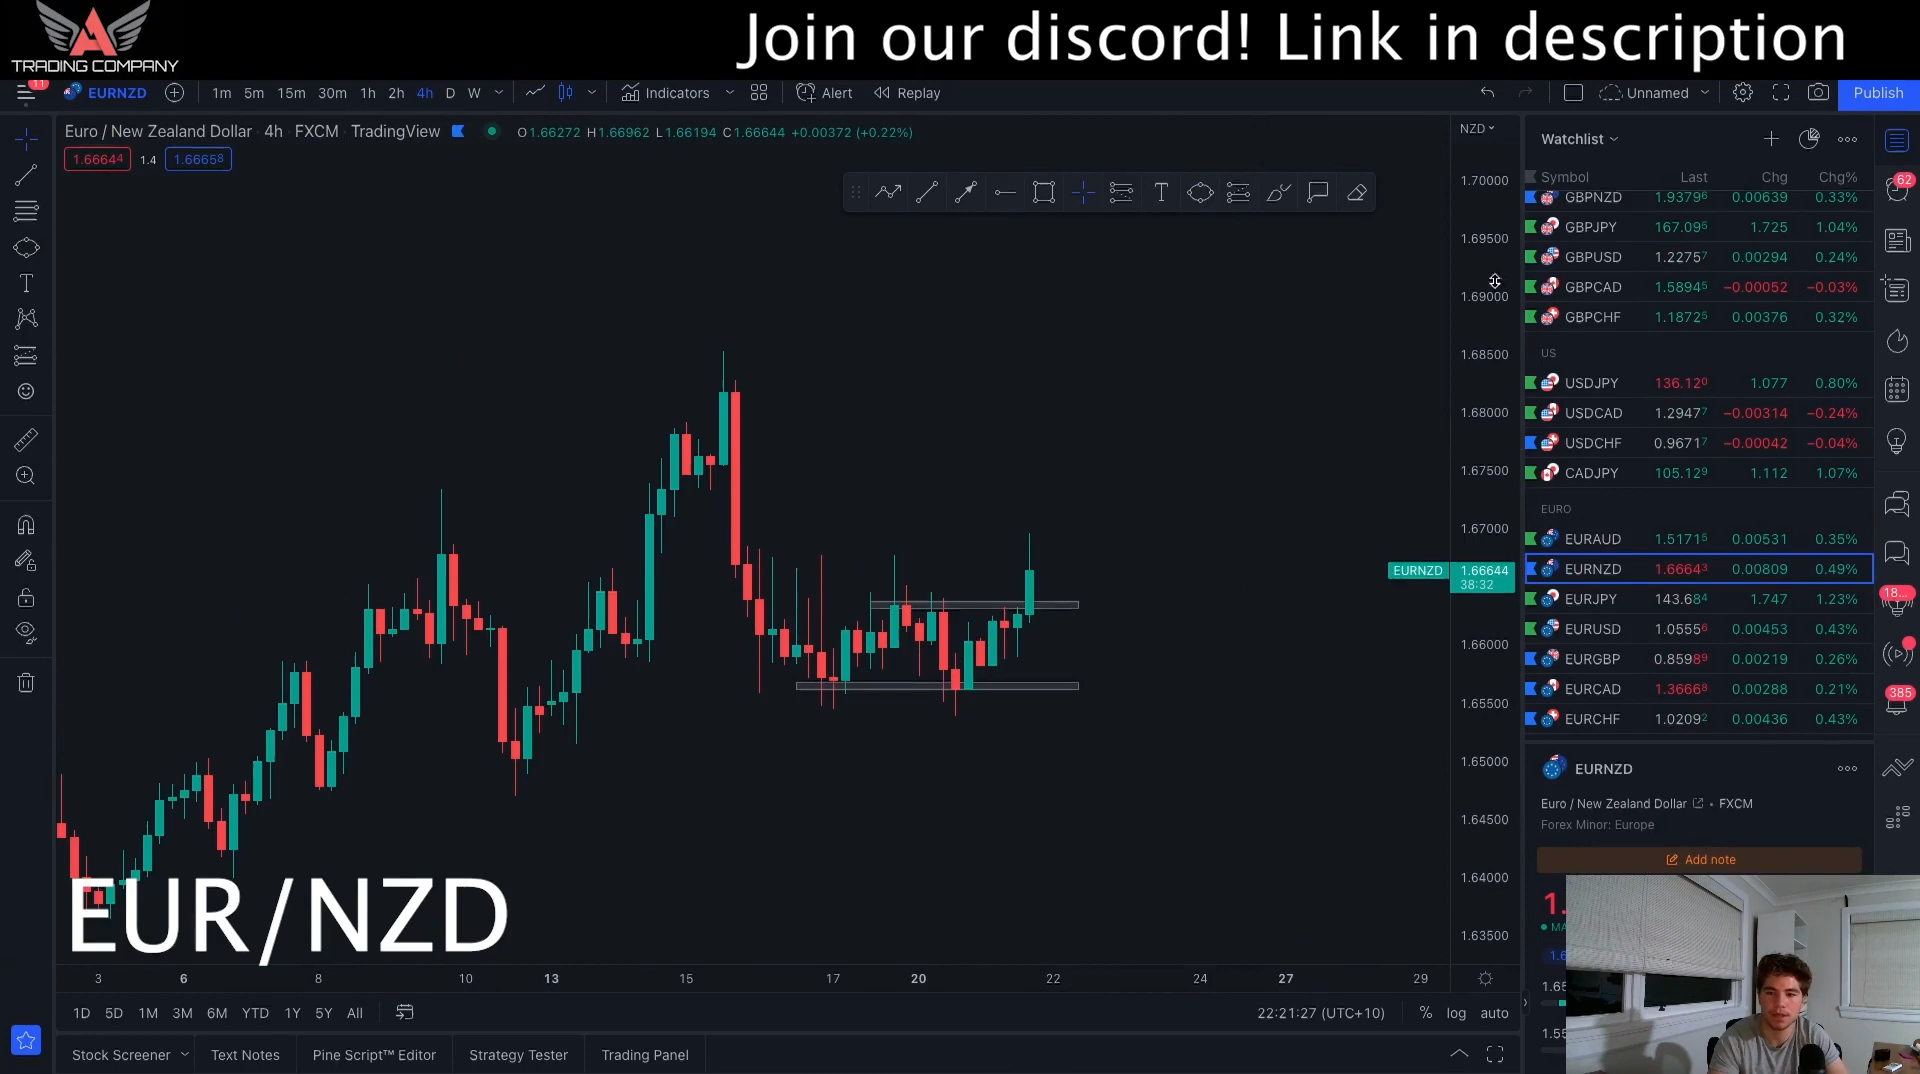 TRADING COMPANY
Join our discord! Link in description
11
EURNZD
1m 5m 15m 30m 1h 2h 4h D W
Indicators
Alert
Replay
Unnamed
Publish
Euro / New Zealand Dollar · 4h · FXCM · TradingView
O1.66272 H1.66962 L1.66194 C1.66644 +0.00372 (+0.22%)
1.66644 1.4 1.66658
NZD
1.70000
1.69500
1.69000
1.68500
1.68000
1.67500
1.67000
EURNZD 1.66644
38:32
1.66000
1.65500
1.65000
1.64500
1.64000
1.63500
EUR/NZD
3 6 8 10 13 15 17 20 22 24 27 29
1D 5D 1M 3M 6M YTD 1Y 5Y All
22:21:27 (UTC+10)
% log auto
Stock Screener
Text Notes
Pine Script™ Editor
Strategy Tester
Trading Panel
Watchlist
Symbol Last Chg Chg%
GBPNZD 1.93796 0.00639 0.33%
GBPJPY 167.095 1.725 1.04%
GBPUSD 1.22757 0.00294 0.24%
GBPCAD 1.58945 −0.00052 −0.03%
GBPCHF 1.18725 0.00376 0.32%
US
USDJPY 136.120 1.077 0.80%
USDCAD 1.29477 −0.00314 −0.24%
USDCHF 0.96717 −0.00042 −0.04%
CADJPY 105.129 1.112 1.07%
EURO
EURAUD 1.51715 0.00531 0.35%
EURNZD 1.66643 0.00809 0.49%
EURJPY 143.684 1.747 1.23%
EURUSD 1.05556 0.00453 0.43%
EURGBP 0.85989 0.00219 0.26%
EURCAD 1.36668 0.00288 0.21%
EURCHF 1.02092 0.00436 0.43%
EURNZD
Euro / New Zealand Dollar • FXCM
Forex Minor: Europe
Add note
1.
MA
1.6
1.65
1.55
62
18...
385